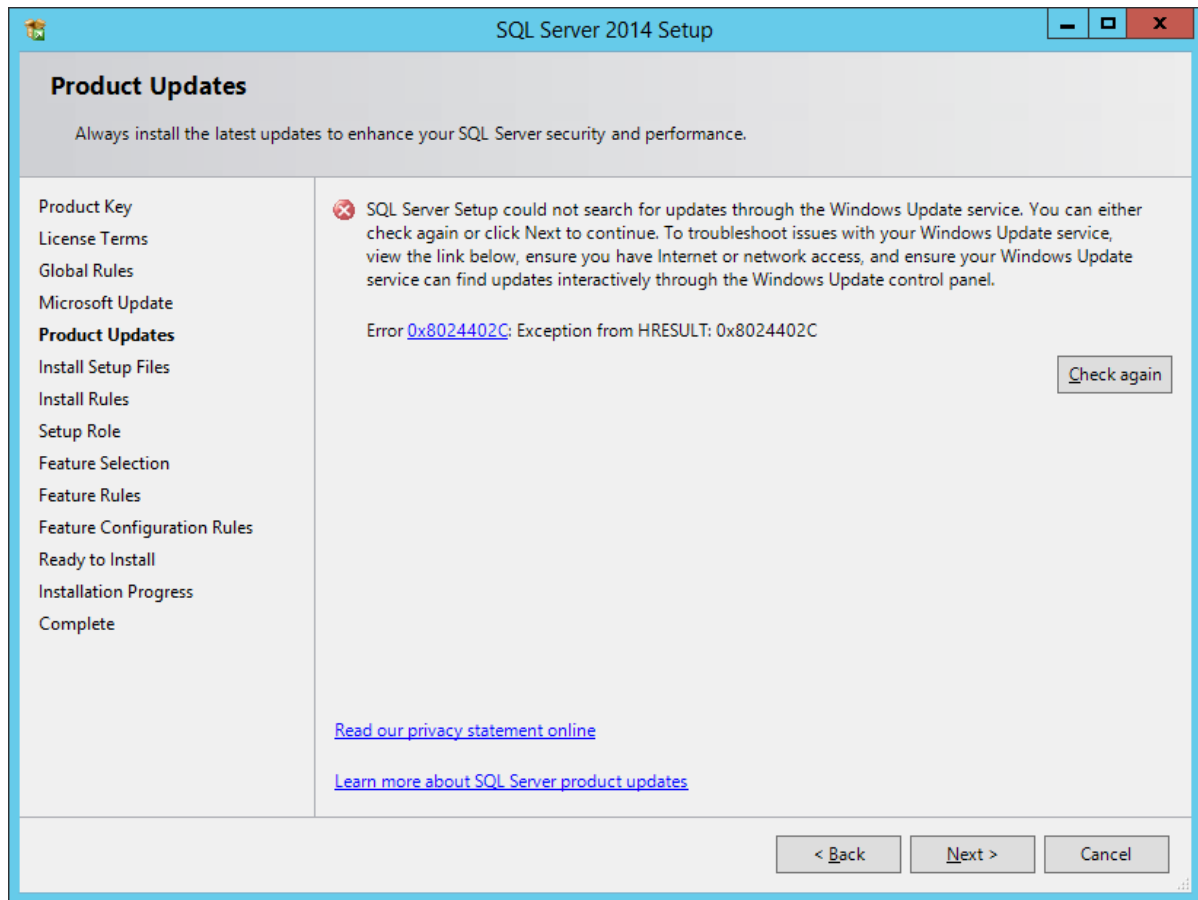 SQL Server 2014 Setup
Product Updates
Always install the latest updates to enhance your SQL Server security and performance.
Product Key
License Terms
Global Rules
Microsoft Update
Product Updates
Install Setup Files
Install Rules
Setup Role
Feature Selection
Feature Rules
Feature Configuration Rules
Ready to Install
Installation Progress
Complete
SQL Server Setup could not search for updates through the Windows Update service. You can either
check again or click Next to continue. To troubleshoot issues with your Windows Update service,
view the link below, ensure you have Internet or network access, and ensure your Windows Update
service can find updates interactively through the Windows Update control panel.
Error 0x8024402C: Exception from HRESULT: 0x8024402C
Check again
Read our privacy statement online
Learn more about SQL Server product updates
< Back
Next >
Cancel